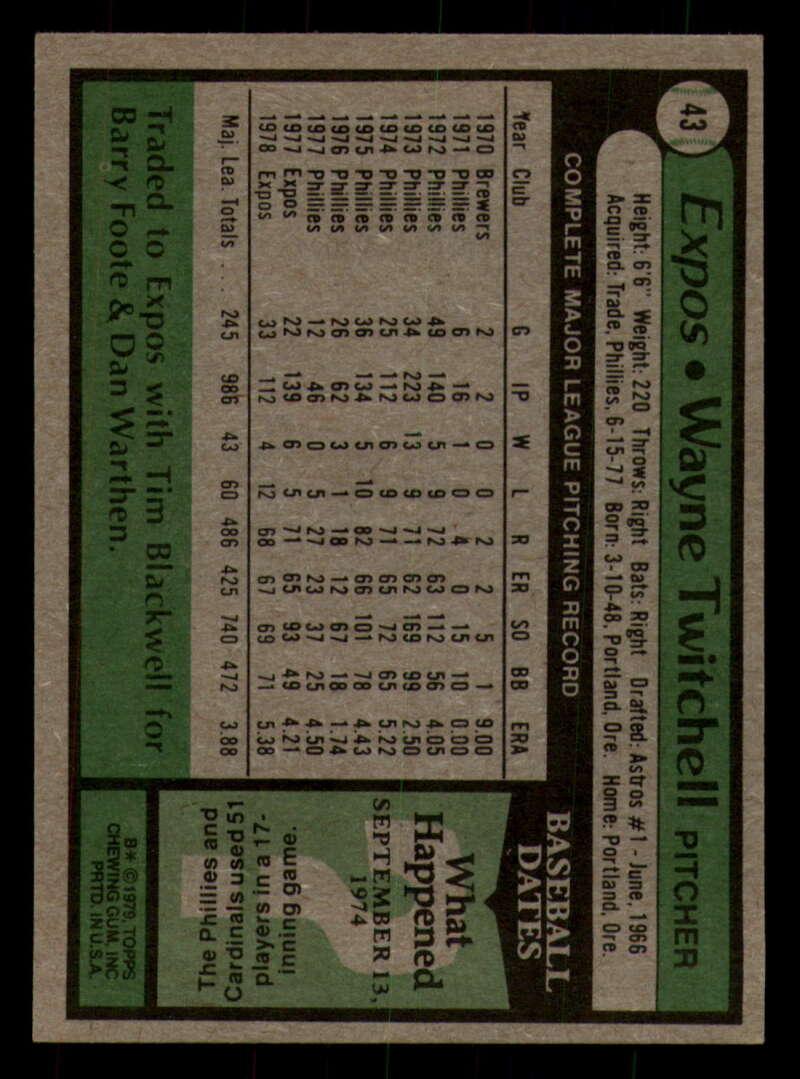 43
Expos • Wayne Twitchell PITCHER
Height: 6'6" Weight: 220 Throws: Right Bats: Right Drafted: Astros #1 - June, 1966
Acquired: Trade, Phillies, 6-15-77 Born: 3-10-48, Portland, Ore. Home: Portland, Ore.
COMPLETE MAJOR LEAGUE PITCHING RECORD
Year Club G IP W L R ER SO BB ERA
1970 Brewers 2 2 0 0 2 2 5 1 9.00
1971 Phillies 6 16 1 0 4 0 15 10 0.00
1972 Phillies 49 140 5 9 72 63 112 56 4.05
1973 Phillies 34 223 13 9 71 62 169 99 2.50
1974 Phillies 25 112 6 9 71 65 72 65 5.22
1975 Phillies 36 134 5 10 82 66 101 78 4.43
1976 Phillies 26 62 3 1 18 12 67 18 1.74
1977 Phillies 12 46 0 5 27 23 37 25 4.50
1977 Expos 22 139 6 5 71 65 93 49 4.21
1978 Expos 33 112 4 12 68 67 69 71 5.38
Maj. Lea. Totals . . . 245 986 43 60 486 425 740 472 3.88
Traded to Expos with Tim Blackwell for
Barry Foote & Dan Warthen.
BASEBALL
DATES
What
Happened
SEPTEMBER 13,
1974
The Phillies and
Cardinals used 51
players in a 17-
inning game.
B* ©1979, TOPPS
CHEWING GUM, INC
PRTD. IN U.S.A.